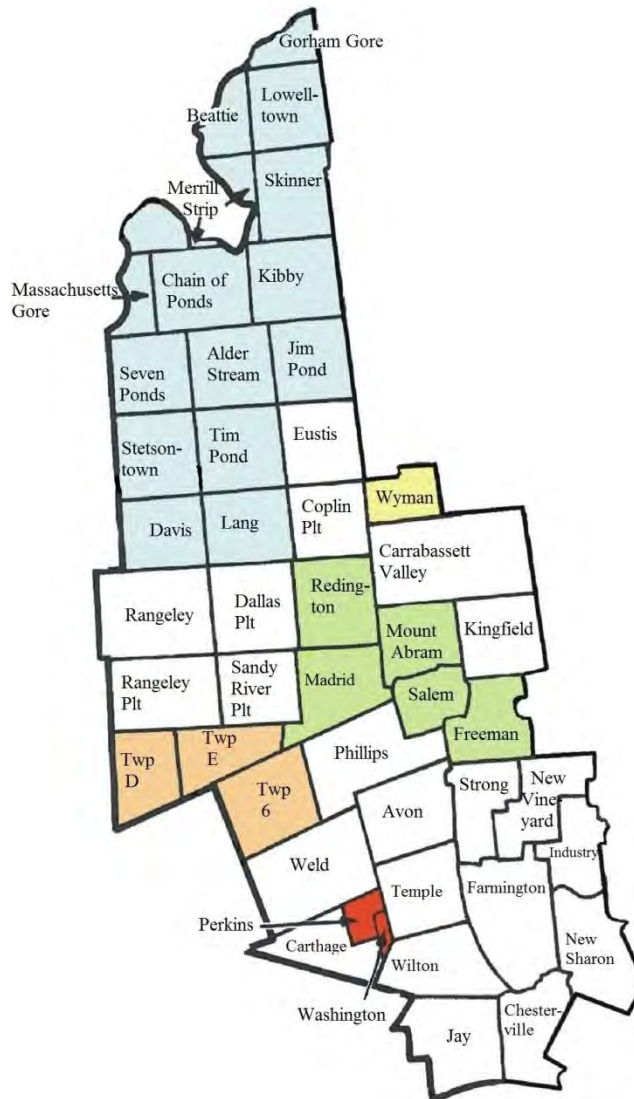 Gorham Gore
Lowell-
town
Beattie
Skinner
Merrill
Strip
Chain of
Ponds
Kibby
Massachusetts
Gore
Seven
Ponds
Alder
Stream
Jim
Pond
Stetson-
town
Tim
Pond
Eustis
Wyman
Davis
Lang
Coplin
Plt
Carrabassett
Valley
Rangeley
Dallas
Plt
Reding-
ton
Mount
Abram
Kingfield
Rangeley
Plt
Sandy
River
Plt
Madrid
Salem
Freeman
Twp
D
Twp
E
Phillips
Twp
6
Strong
New
Vine-
yard
Avon
Industry
Weld
Temple
Farmington
Perkins
Carthage
Wilton
New
Sharon
Washington
Jay
Chester-
ville